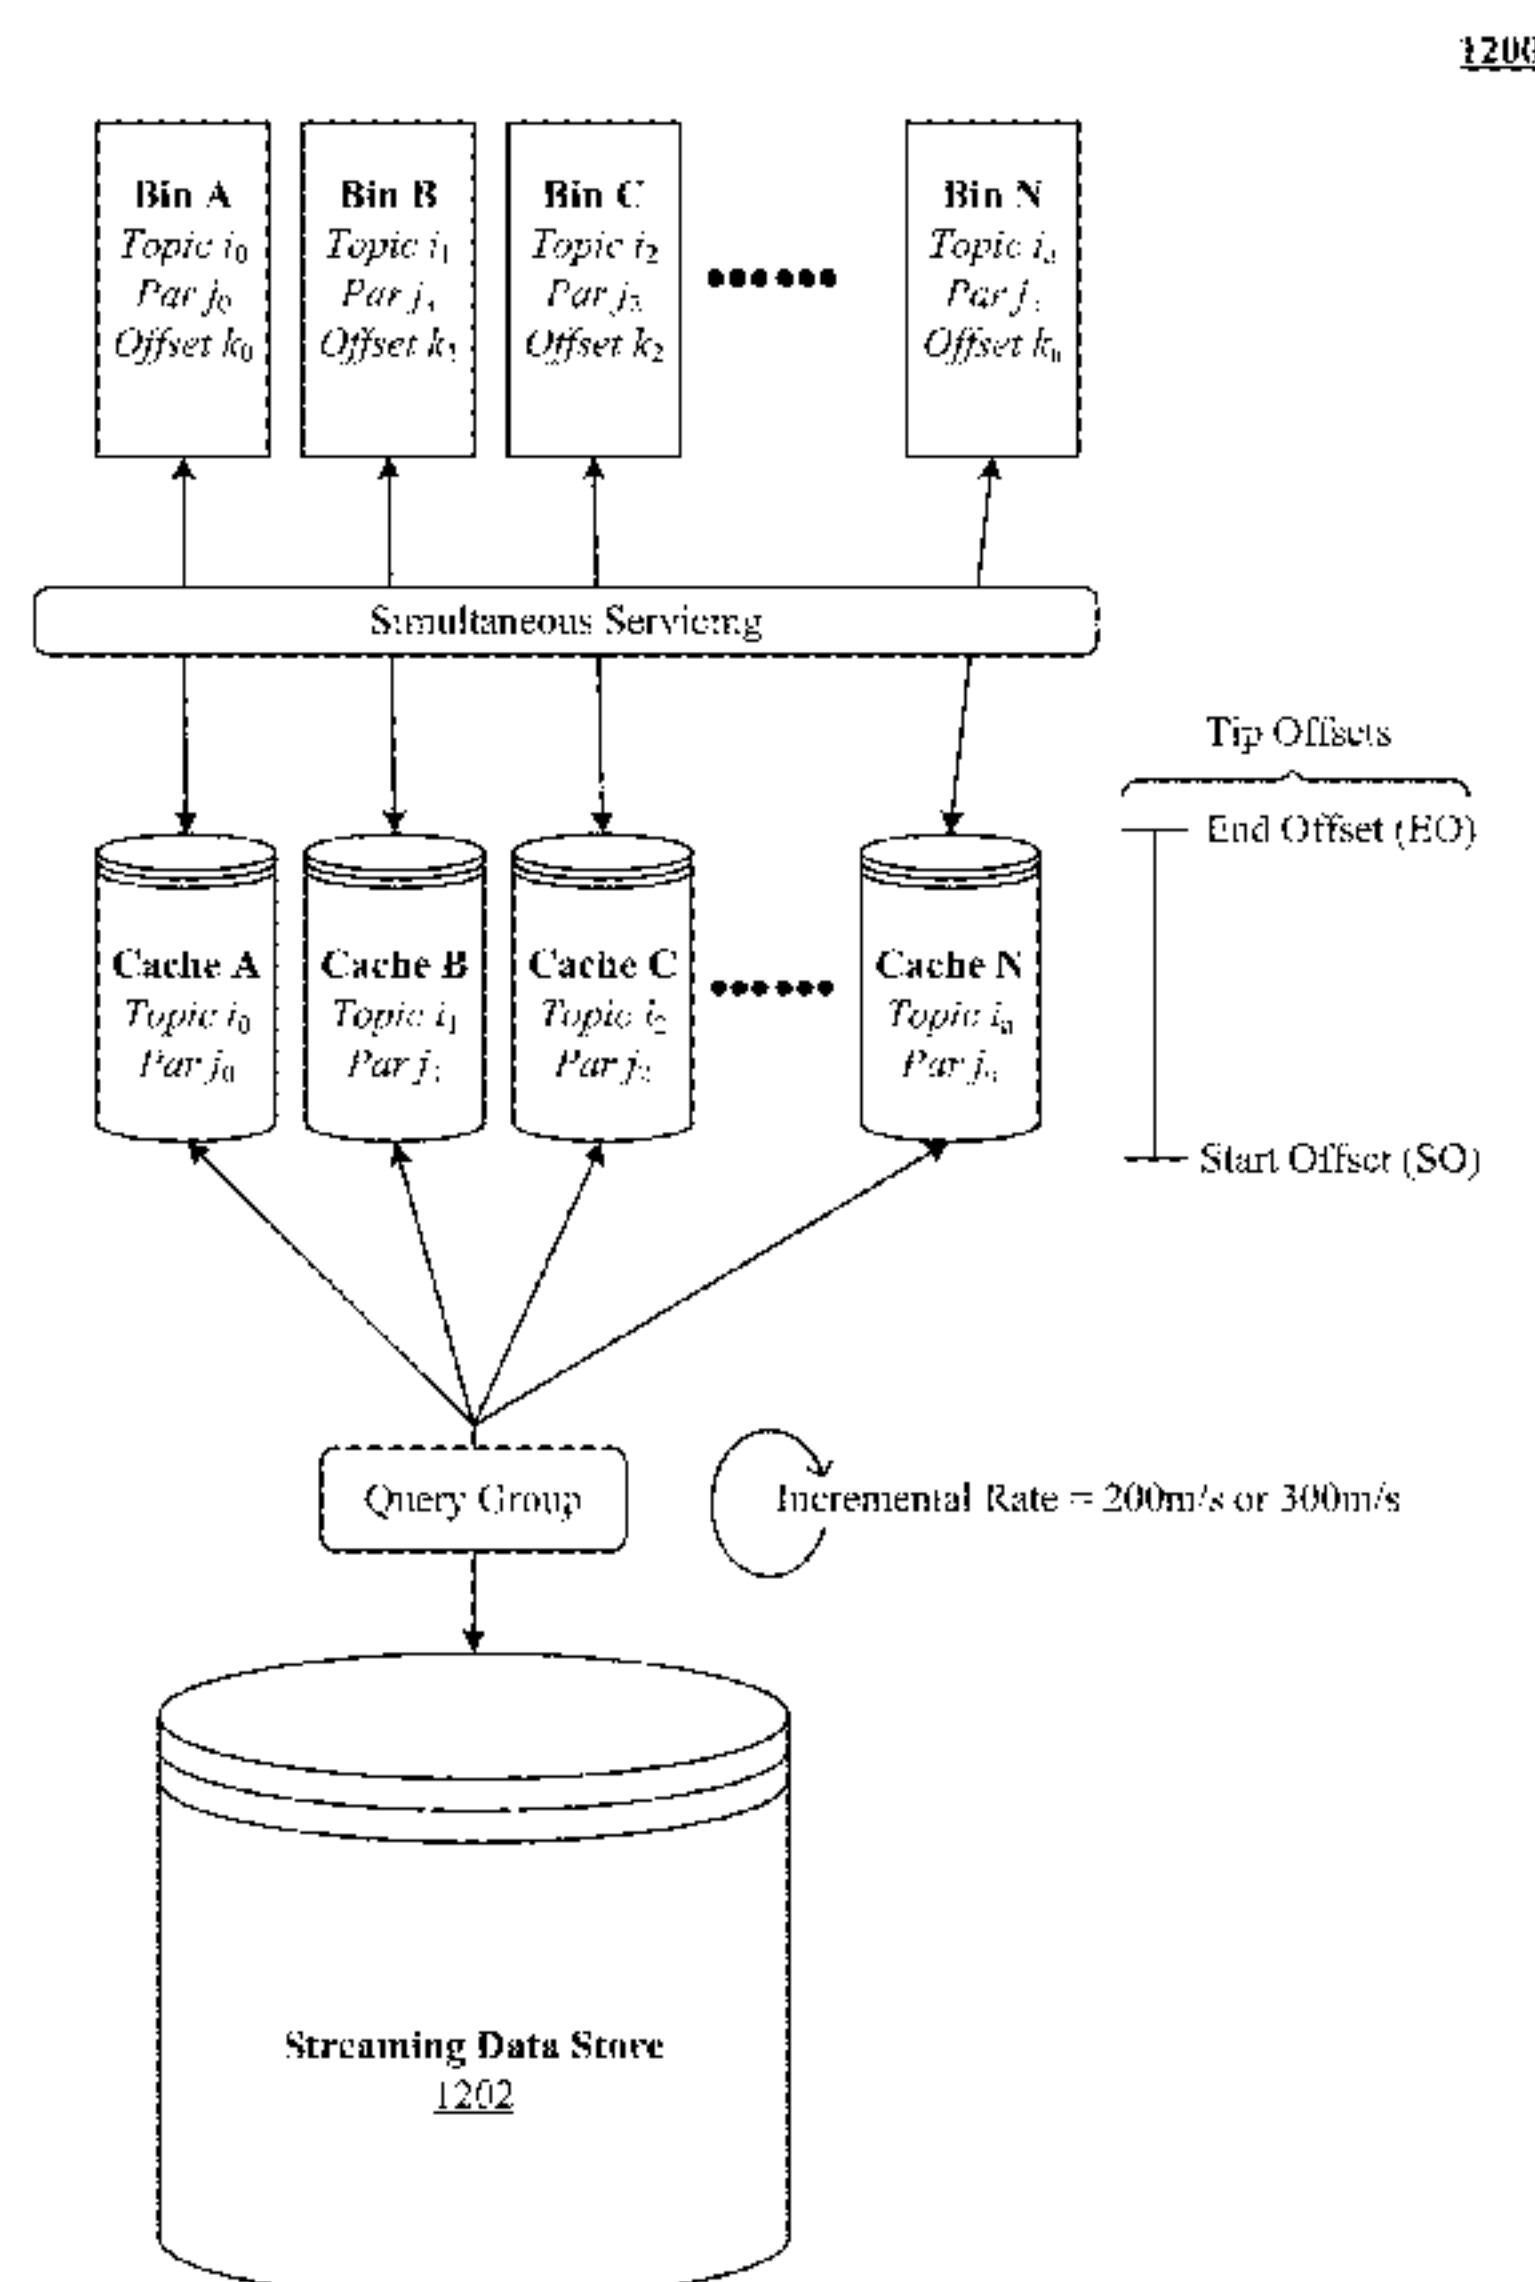 1200
Bin A
Topic i0
Par j0
Offset k0
Bin B
Topic i1
Par j1
Offset k1
Bin C
Topic i2
Par j2
Offset k2
Bin N
Topic in
Par j
Offset kn
Simultaneous Servicing
Tip Offsets
End Offset (EO)
Cache A
Topic i0
Par j0
Cache B
Topic i1
Par j1
Cache C
Topic i2
Par j2
Cache N
Topic in
Par jn
Start Offset (SO)
Query Group
Incremental Rate = 200m/s or 300m/s
Streaming Data Store
1202